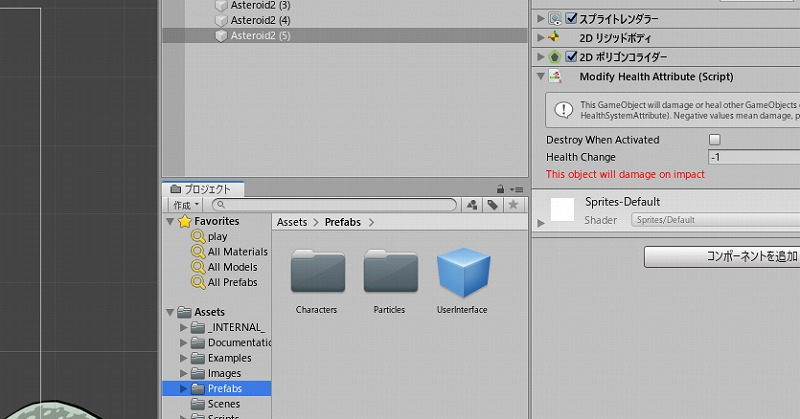 Asteroid2 (3)
Asteroid2 (4)
Asteroid2 (5)
プロジェクト
作成
Favorites
play
All Materials
All Models
All Prefabs
Assets
_INTERNAL_
Documentatic
Examples
Images
Prefabs
Scenes
Scripts
Assets Prefabs
Characters
Particles
UserInterface
スプライトレンダラー
2D リジッドボディ
2D ポリゴンコライダー
Modify Health Attribute (Script)
This GameObject will damage or heal other GameObjects
HealthSystemAttribute). Negative values mean damage, p
Destroy When Activated
Health Change -1
This object will damage on impact
Sprites-Default
Shader Sprites/Default
コンポーネントを追加